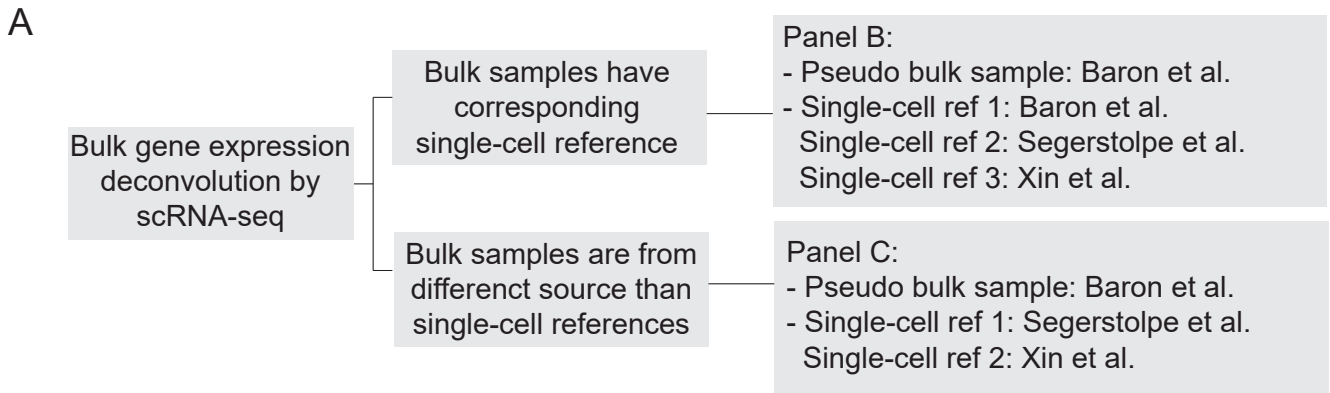 A
Bulk gene expression
deconvolution by
scRNA-seq
Bulk samples have
corresponding
single-cell reference
Panel B:
- Pseudo bulk sample: Baron et al.
- Single-cell ref 1: Baron et al.
Single-cell ref 2: Segerstolpe et al.
Single-cell ref 3: Xin et al.
Bulk samples are from
differenct source than
single-cell references
Panel C:
- Pseudo bulk sample: Baron et al.
- Single-cell ref 1: Segerstolpe et al.
Single-cell ref 2: Xin et al.